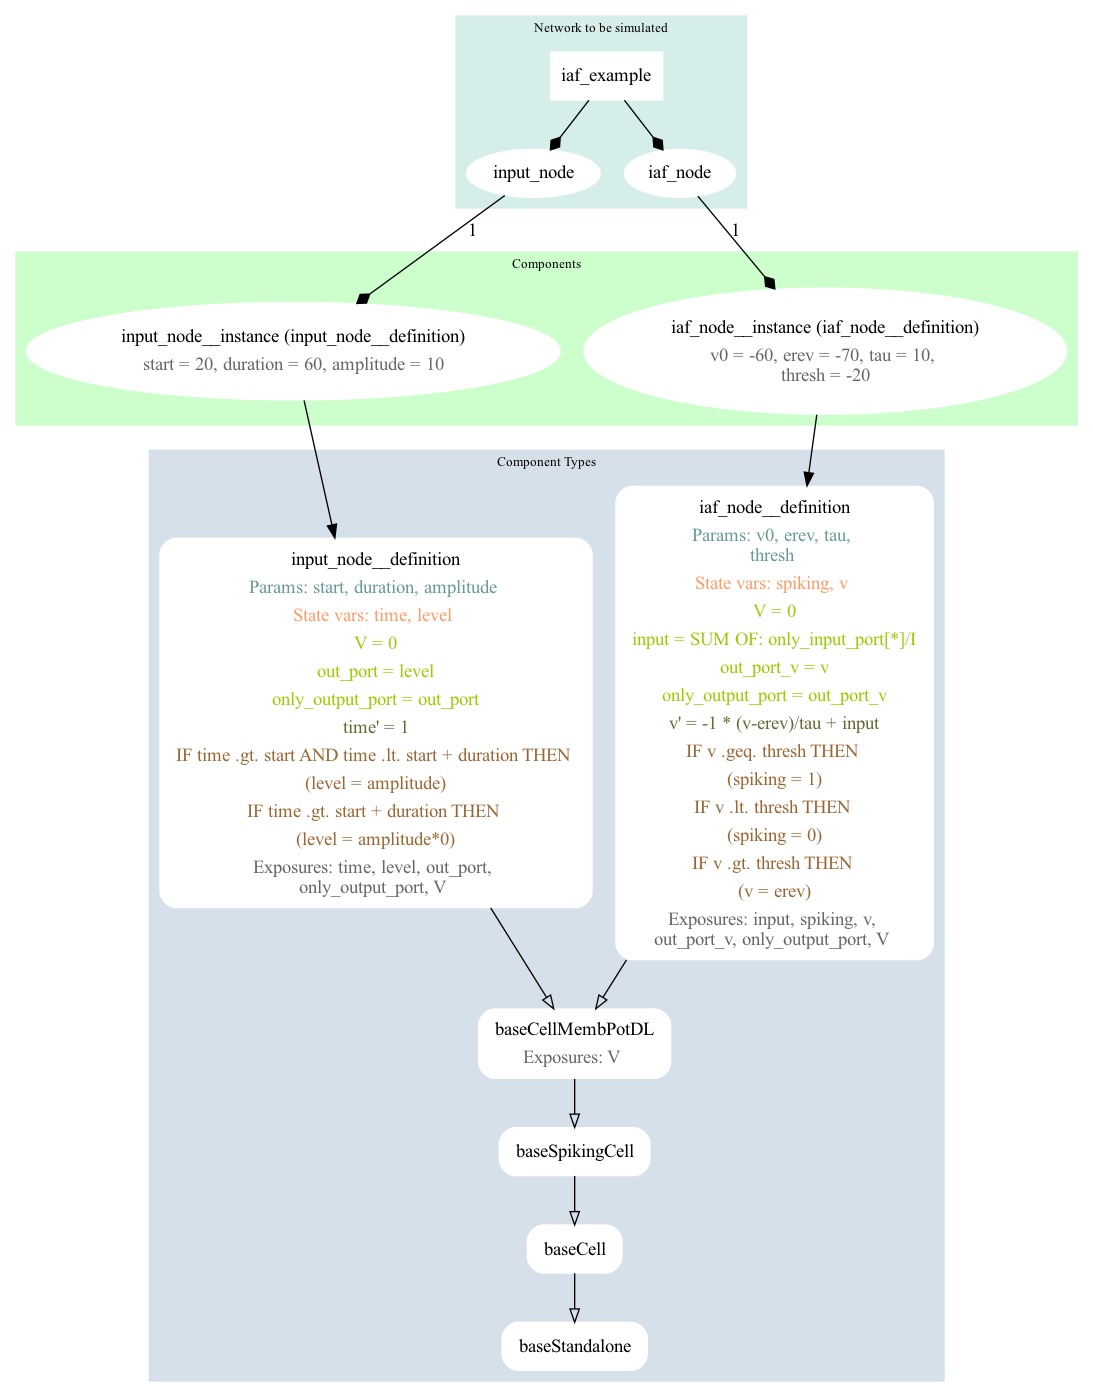 Network to be simulated
iaf_example
input_node
iaf_node
1
1
Components
input_node__instance (input_node__definition)
start = 20, duration = 60, amplitude = 10
iaf_node__instance (iaf_node__definition)
v0 = -60, erev = -70, tau = 10,
thresh = -20
Component Types
input_node__definition
Params: start, duration, amplitude
State vars: time, level
V = 0
out_port = level
only_output_port = out_port
time' = 1
IF time .gt. start AND time .lt. start + duration THEN
(level = amplitude)
IF time .gt. start + duration THEN
(level = amplitude*0)
Exposures: time, level, out_port,
only_output_port, V
iaf_node__definition
Params: v0, erev, tau,
thresh
State vars: spiking, v
V = 0
input = SUM OF: only_input_port[*]/I
out_port_v = v
only_output_port = out_port_v
v' = -1 * (v-erev)/tau + input
IF v .geq. thresh THEN
(spiking = 1)
IF v .lt. thresh THEN
(spiking = 0)
IF v .gt. thresh THEN
(v = erev)
Exposures: input, spiking, v,
out_port_v, only_output_port, V
baseCellMembPotDL
Exposures: V
baseSpikingCell
baseCell
baseStandalone